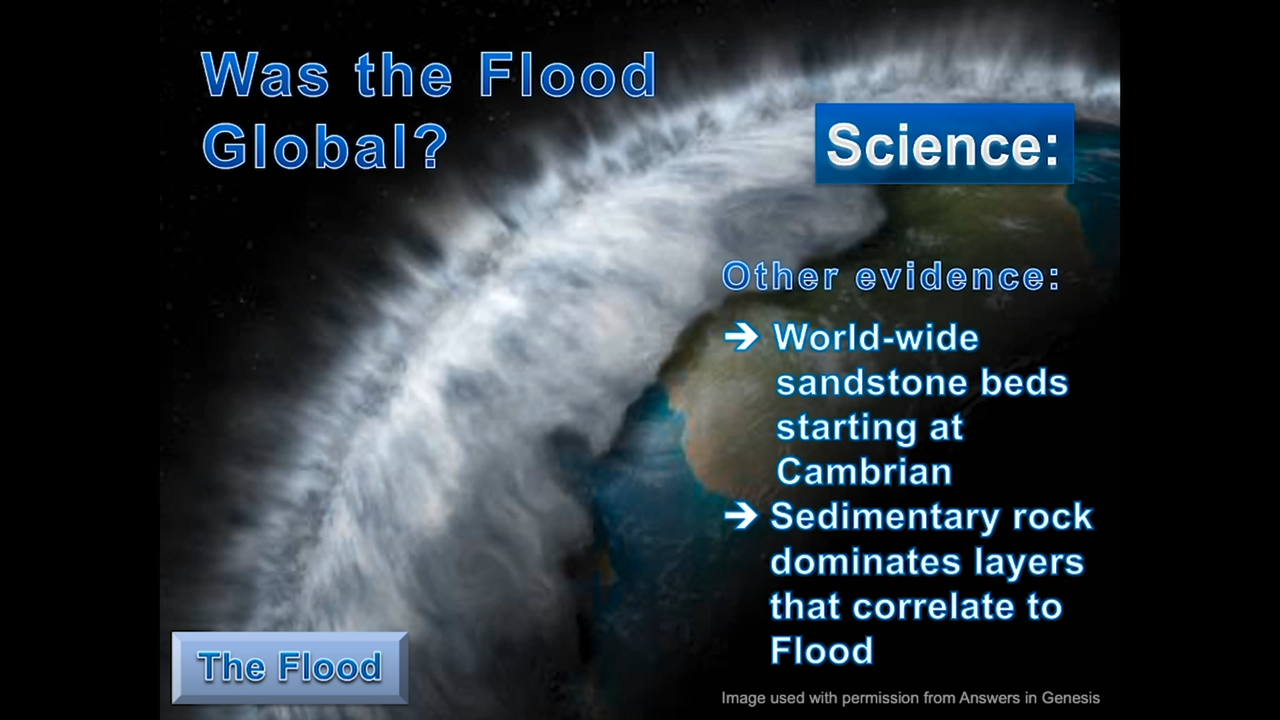 Was the Flood
Global?
Science:
Other evidence:
➔ World-wide
sandstone beds
starting at
Cambrian
➔ Sedimentary rock
dominates layers
that correlate to
Flood
The Flood
Image used with permission from Answers in Genesis